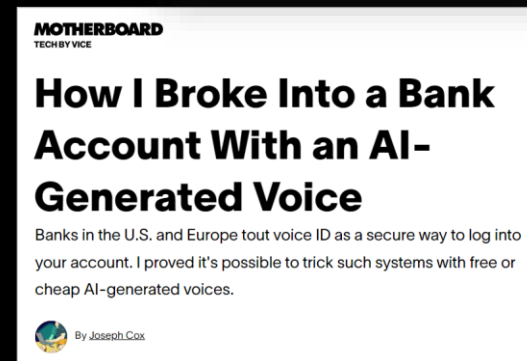 MOTHERBOARD
TECH BY VICE
How I Broke Into a Bank
Account With an AI-
Generated Voice
Banks in the U.S. and Europe tout voice ID as a secure way to log into
your account. I proved it's possible to trick such systems with free or
cheap AI-generated voices.
By Joseph Cox